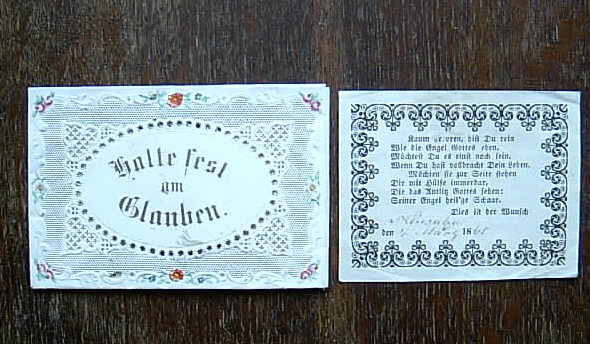 Halte fest
am
Glauben.
Kaum geboren, bist Du rein
Wie die Engel Gottes eben,
Möchtest Du es einst noch sein,
Wenn Du hast vollbracht Dein Leben.
Möchten sie zur Seite stehen
Dir mit Hülfe immerdar,
Die das Antlitz Gottes sehen:
Seiner Engel heil'ge Schaar.
Dies ist der Wunsch
den März 186